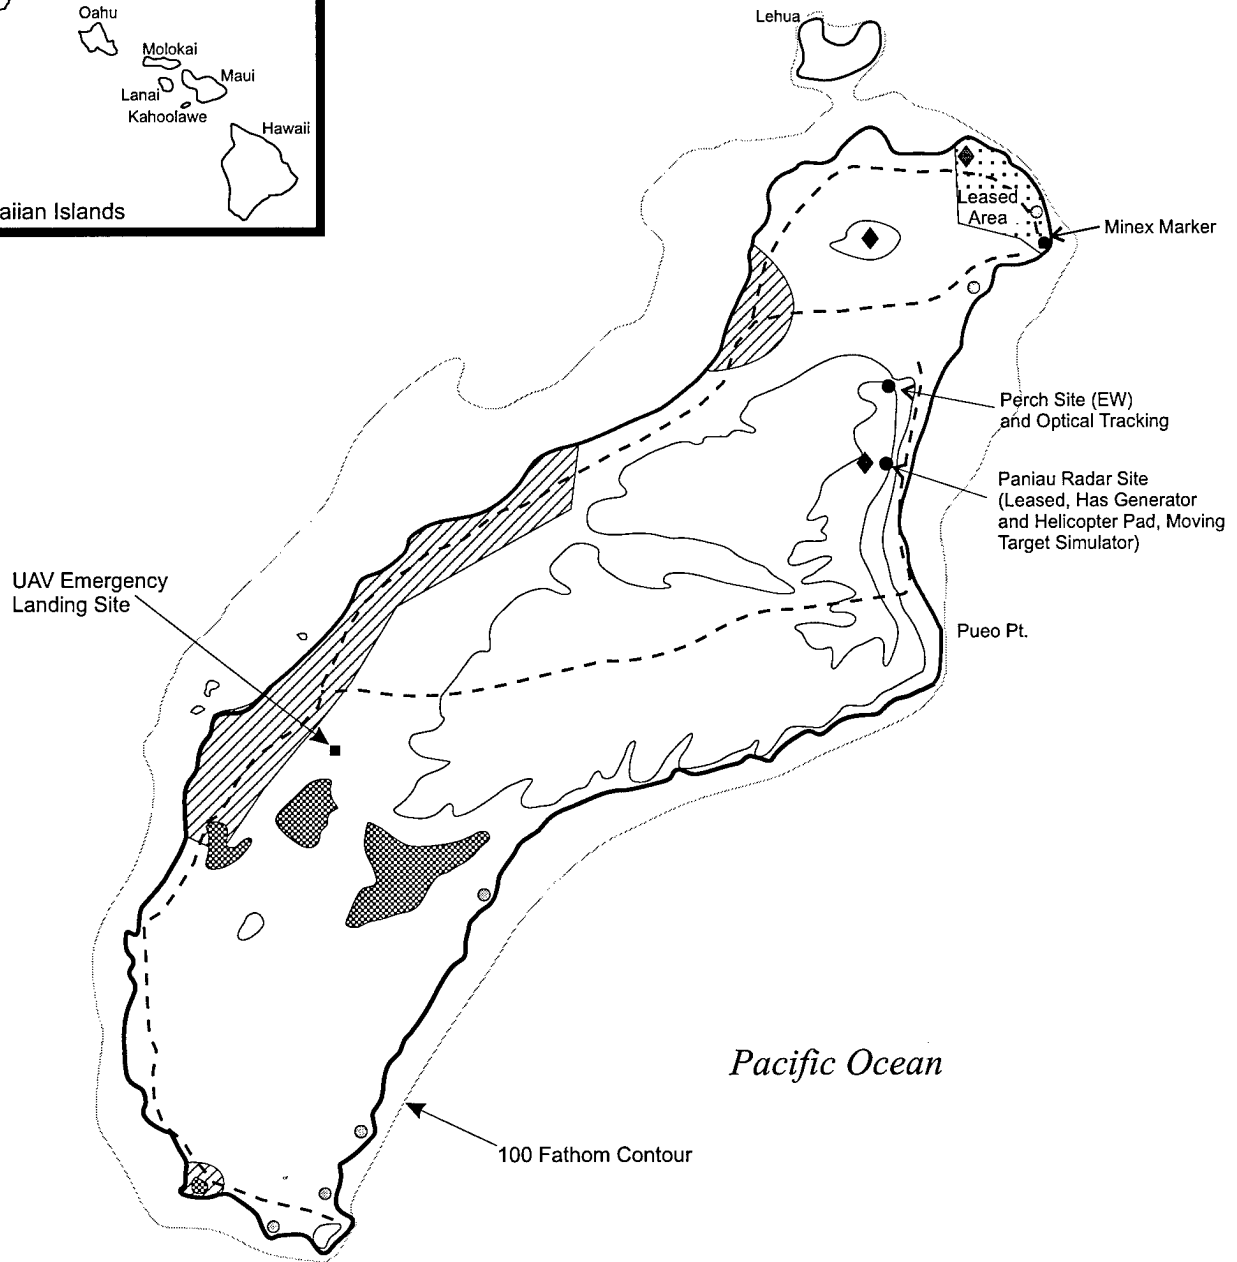 Oahu
Molokai
Maui
Lanai
Kahoolawe
Hawaii
aiian Islands
Lehua
Leased
Area
Minex Marker
Perch Site (EW)
and Optical Tracking
Paniau Radar Site
(Leased, Has Generator
and Helicopter Pad, Moving
Target Simulator)
UAV Emergency
Landing Site
Pueo Pt.
Pacific Ocean
100 Fathom Contour